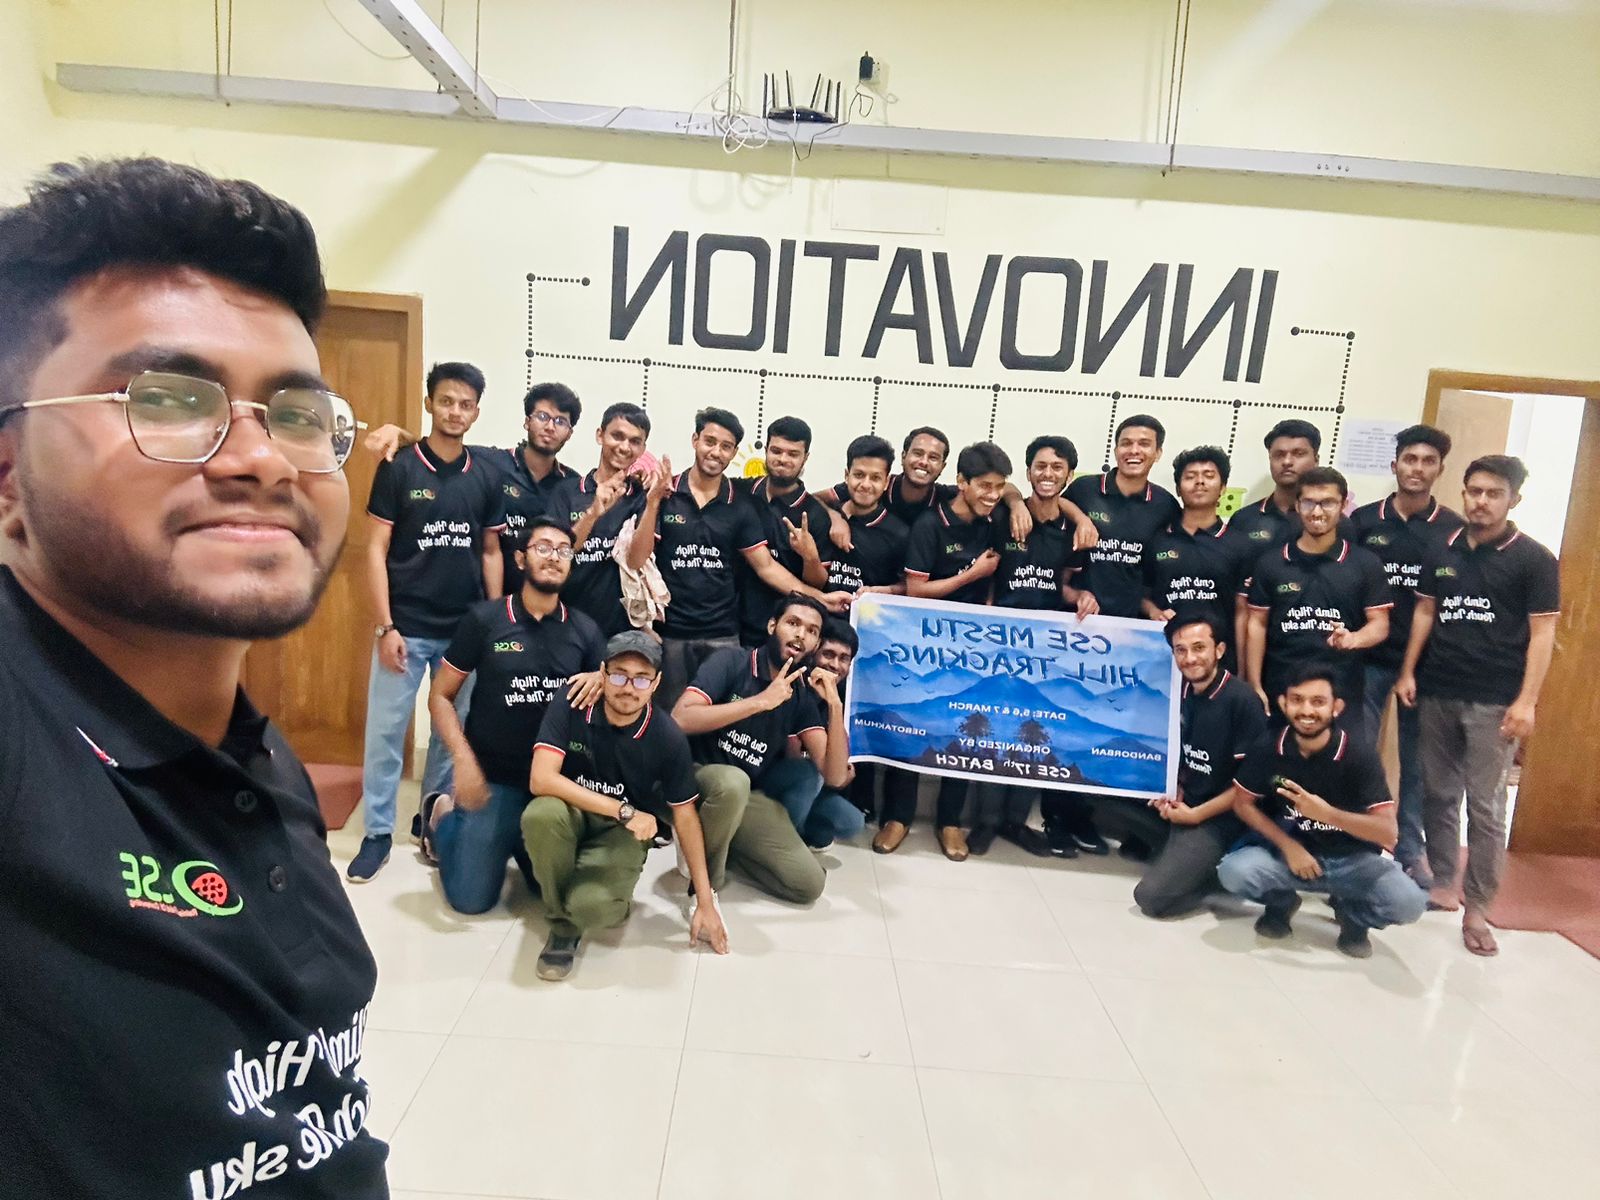 INNOVATION
CSE MBSTU
HILL TRACKING
DATE: 5, 6 & 7 MARCH
BANDORBAN
DEBOTAKHUM
ORGANIZED BY
CSE 17th BATCH
CSE
Climb High
Touch The sky